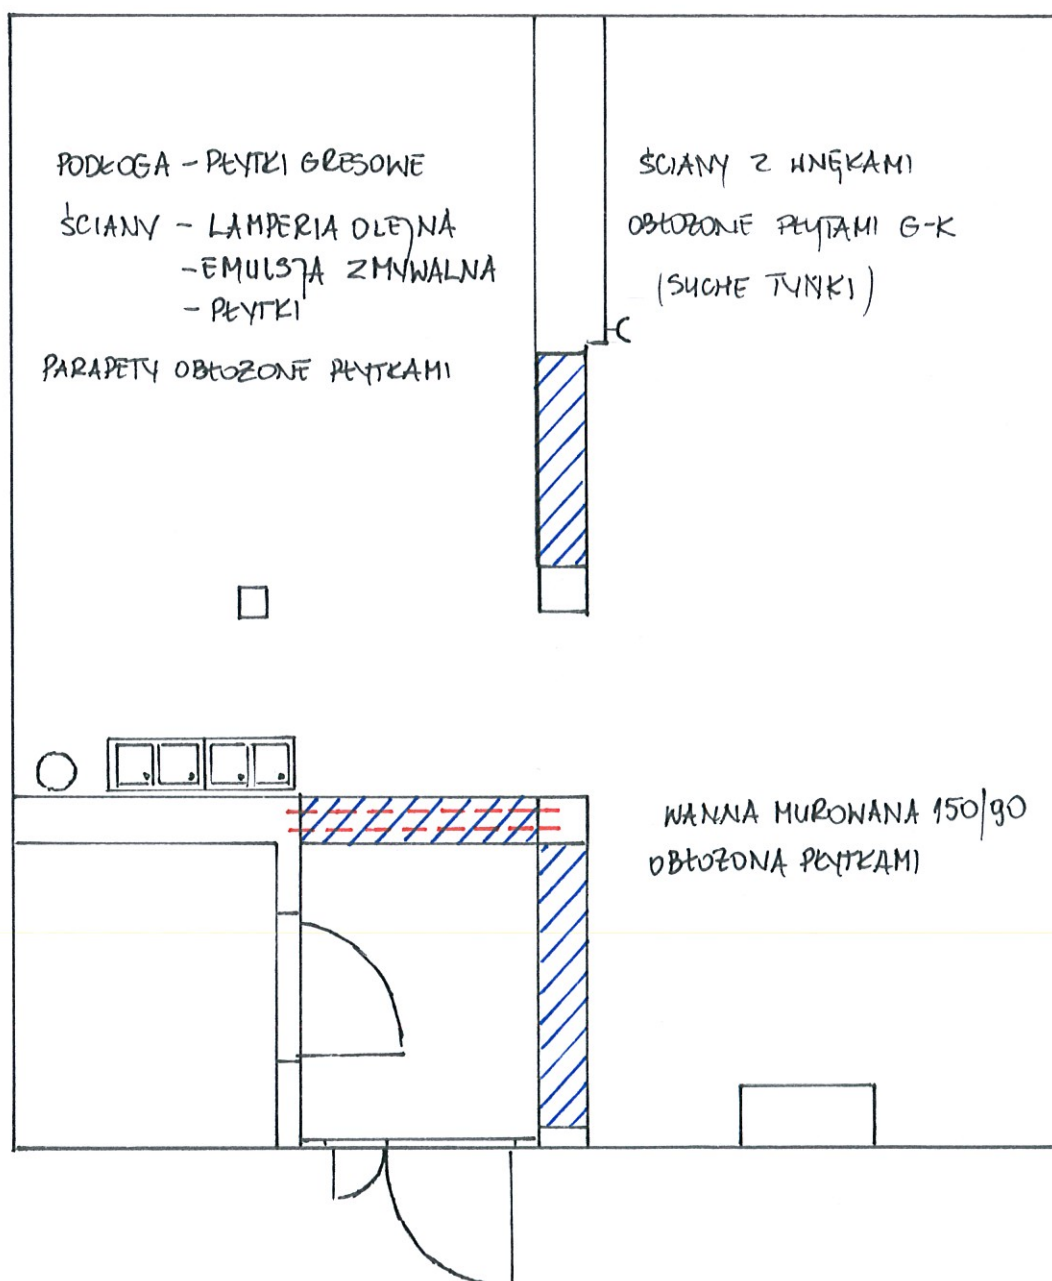 PODŁOGA - PŁYTKI GRESOWE
ŚCIANY - LAMPERIA OLEJNA
- EMULSJA ZMYWALNA
- PŁYTKI
PARAPETY OBŁOŻONE PŁYTKAMI
ŚCIANY Z WNĘKAMI
OBŁOŻONE PŁYTAMI G-K
(SUCHE TYNKI)
WANNA MUROWANA 150/90
OBŁOŻONA PŁYTKAMI